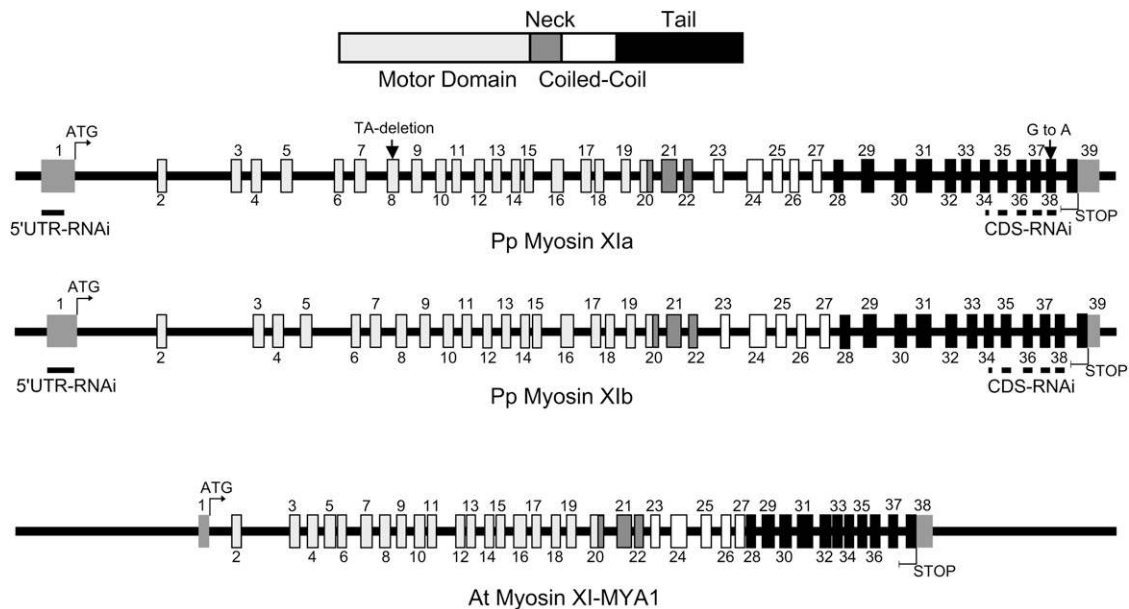 Neck Tail
Motor Domain Coiled-Coil
TA-deletion G to A
ATG
1 3 5 7 9 11 13 15 17 19 21 23 25 27 29 31 33 35 37 39
2 4 6 8 10 12 14 16 18 20 22 24 26 28 30 32 34 36 38 STOP
5'UTR-RNAi CDS-RNAi
Pp Myosin XIa
ATG
1 3 5 7 9 11 13 15 17 19 21 23 25 27 29 31 33 35 37 39
2 4 6 8 10 12 14 16 18 20 22 24 26 28 30 32 34 36 38 STOP
5'UTR-RNAi CDS-RNAi
Pp Myosin XIb
ATG
1 3 5 7 9 11 13 15 17 19 21 23 25 27 29 31 33 35 37 38
2 4 6 8 10 12 14 16 18 20 22 24 26 28 30 32 34 36 STOP
At Myosin XI-MYA1